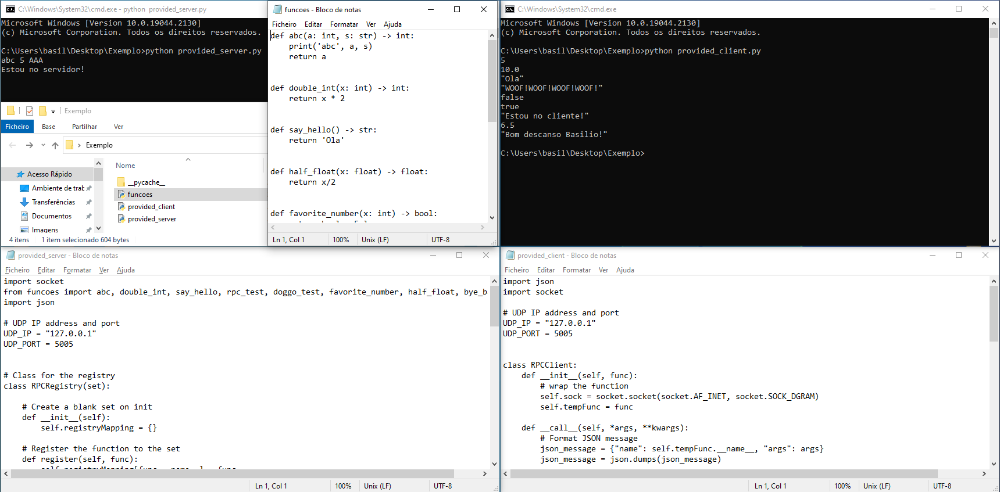 C:\Windows\System32\cmd.exe - python  provided_server.py
Microsoft Windows [Version 10.0.19044.2130]
(c) Microsoft Corporation. Todos os direitos reservados.
C:\Users\basil\Desktop\Exemplo>python provided_server.py
abc 5 AAA
Estou no servidor!
Exemplo
Ficheiro Base Partilhar Ver
Exemplo
Nome
Acesso Rápido
Ambiente de trab
Transferências
Documentos
Imagens
__pycache__
funcoes
provided_client
provided_server
4 itens 1 item selecionado 604 bytes
funcoes - Bloco de notas
Ficheiro Editar Formatar Ver Ajuda
def abc(a: int, s: str) -> int:
    print('abc', a, s)
    return a
def double_int(x: int) -> int:
    return x * 2
def say_hello() -> str:
    return 'Ola'
def half_float(x: float) -> float:
    return x/2
def favorite_number(x: int) -> bool:
Ln 1, Col 1 100% Unix (LF) UTF-8
C:\Windows\System32\cmd.exe
Microsoft Windows [Version 10.0.19044.2130]
(c) Microsoft Corporation. Todos os direitos reservados.
C:\Users\basil\Desktop\Exemplo>python provided_client.py
5
10.0
"Ola"
"WOOF!WOOF!WOOF!WOOF!"
false
true
"Estou no cliente!"
6.5
"Bom descanso Basilio!"
C:\Users\basil\Desktop\Exemplo>
provided_server - Bloco de notas
Ficheiro Editar Formatar Ver Ajuda
import socket
from funcoes import abc, double_int, say_hello, rpc_test, doggo_test, favorite_number, half_float, bye_b
import json
# UDP IP address and port
UDP_IP = "127.0.0.1"
UDP_PORT = 5005
# Class for the registry
class RPCRegistry(set):
    # Create a blank set on init
    def __init__(self):
        self.registryMapping = {}
    # Register the function to the set
    def register(self, func):
Ln 1, Col 1 100% Unix (LF) UTF-8
provided_client - Bloco de notas
Ficheiro Editar Formatar Ver Ajuda
import json
import socket
# UDP IP address and port
UDP_IP = "127.0.0.1"
UDP_PORT = 5005
class RPCClient:
    def __init__(self, func):
        # wrap the function
        self.sock = socket.socket(socket.AF_INET, socket.SOCK_DGRAM)
        self.tempFunc = func
    def __call__(self, *args, **kwargs):
        # Format JSON message
        json_message = {"name": self.tempFunc.__name__, "args": args}
        json_message = json.dumps(json_message)
Ln 1, Col 1 100% Unix (LF) UTF-8